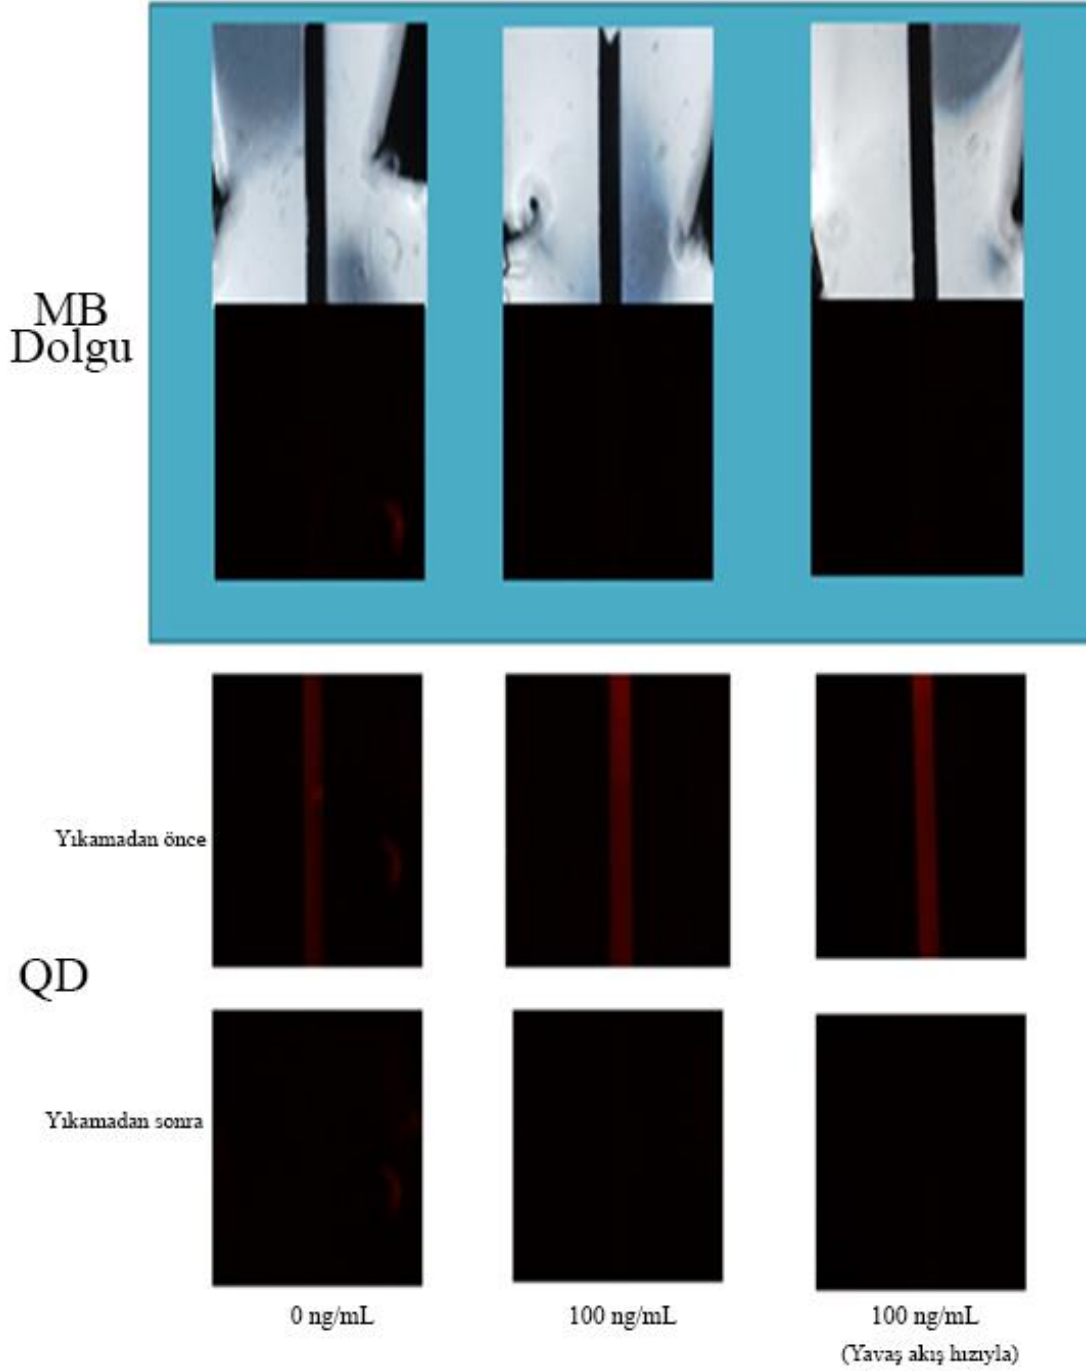 MB
Dolgu
Yıkamadan önce
QD
Yıkamadan sonra
0 ng/mL
100 ng/mL
100 ng/mL
(Yavaş akış hızıyla)